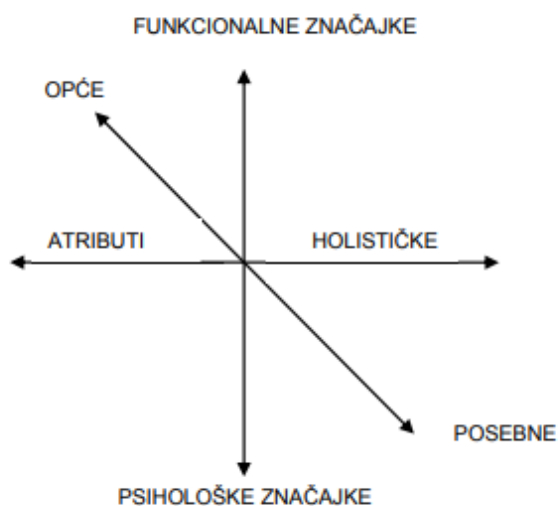 FUNKCIONALNE ZNAČAJKE
OPĆE
ATRIBUTI
HOLISTIČKE
POSEBNE
PSIHOLOŠKE ZNAČAJKE